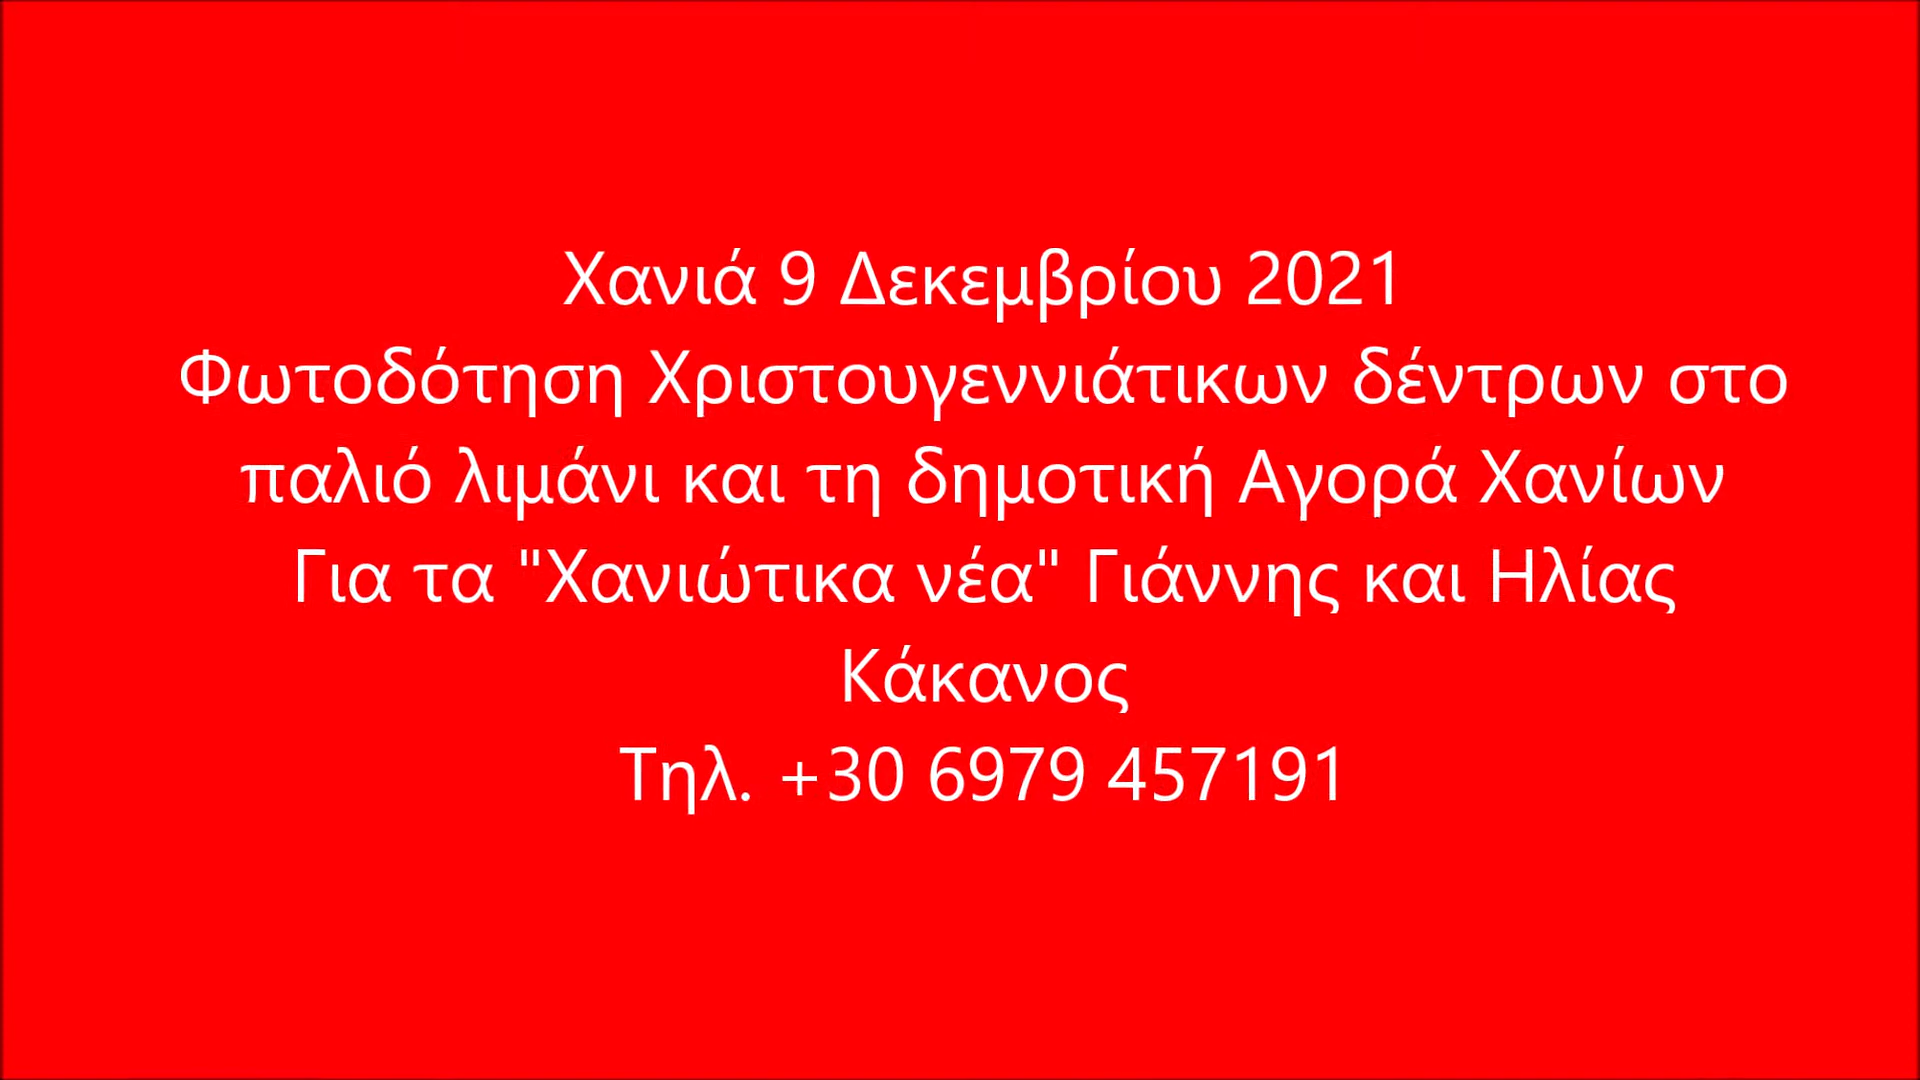 Χανιά 9 Δεκεμβρίου 2021
Φωτοδότηση Χριστουγεννιάτικων δέντρων στο
παλιό λιμάνι και τη δημοτική Αγορά Χανίων
Για τα "Χανιώτικα νέα" Γιάννης και Ηλίας
Κάκανος
Τηλ. +30 6979 457191